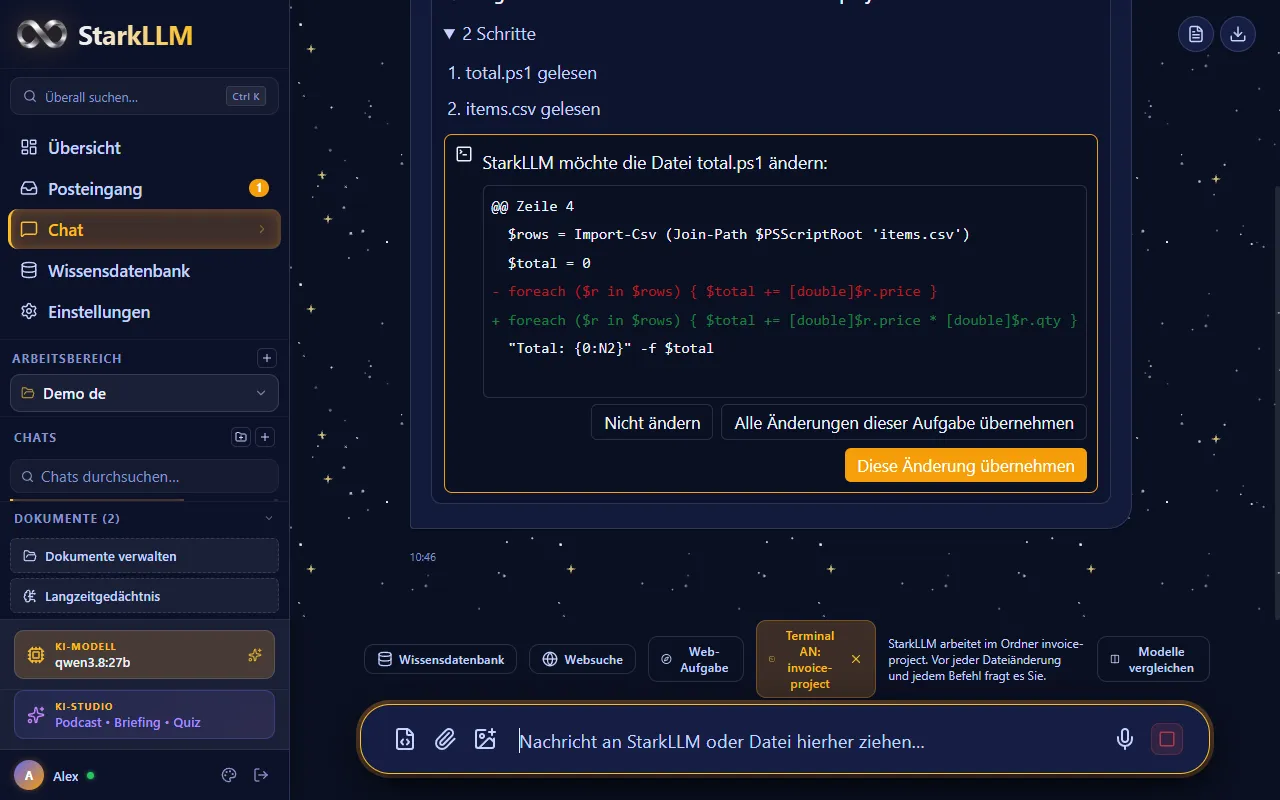 StarkLLM
Überall suchen...
Ctrl K
Übersicht
Posteingang
1
Chat
Wissensdatenbank
Einstellungen
ARBEITSBEREICH
Demo de
CHATS
Chats durchsuchen...
DOKUMENTE (2)
Dokumente verwalten
Langzeitgedächtnis
KI-MODELL
qwen3.8:27b
KI-STUDIO
Podcast • Briefing • Quiz
A
Alex
2 Schritte
1. total.ps1 gelesen
2. items.csv gelesen
StarkLLM möchte die Datei total.ps1 ändern:
@@ Zeile 4
$rows = Import-Csv (Join-Path $PSScriptRoot 'items.csv')
$total = 0
- foreach ($r in $rows) { $total += [double]$r.price }
+ foreach ($r in $rows) { $total += [double]$r.price * [double]$r.qty }
"Total: {0:N2}" -f $total
Nicht ändern
Alle Änderungen dieser Aufgabe übernehmen
Diese Änderung übernehmen
10:46
Wissensdatenbank
Websuche
Web-
Aufgabe
Terminal
AN:
invoice-
project
StarkLLM arbeitet im Ordner invoice-
project. Vor jeder Dateiänderung
und jedem Befehl fragt es Sie.
Modelle
vergleichen
Nachricht an StarkLLM oder Datei hierher ziehen...